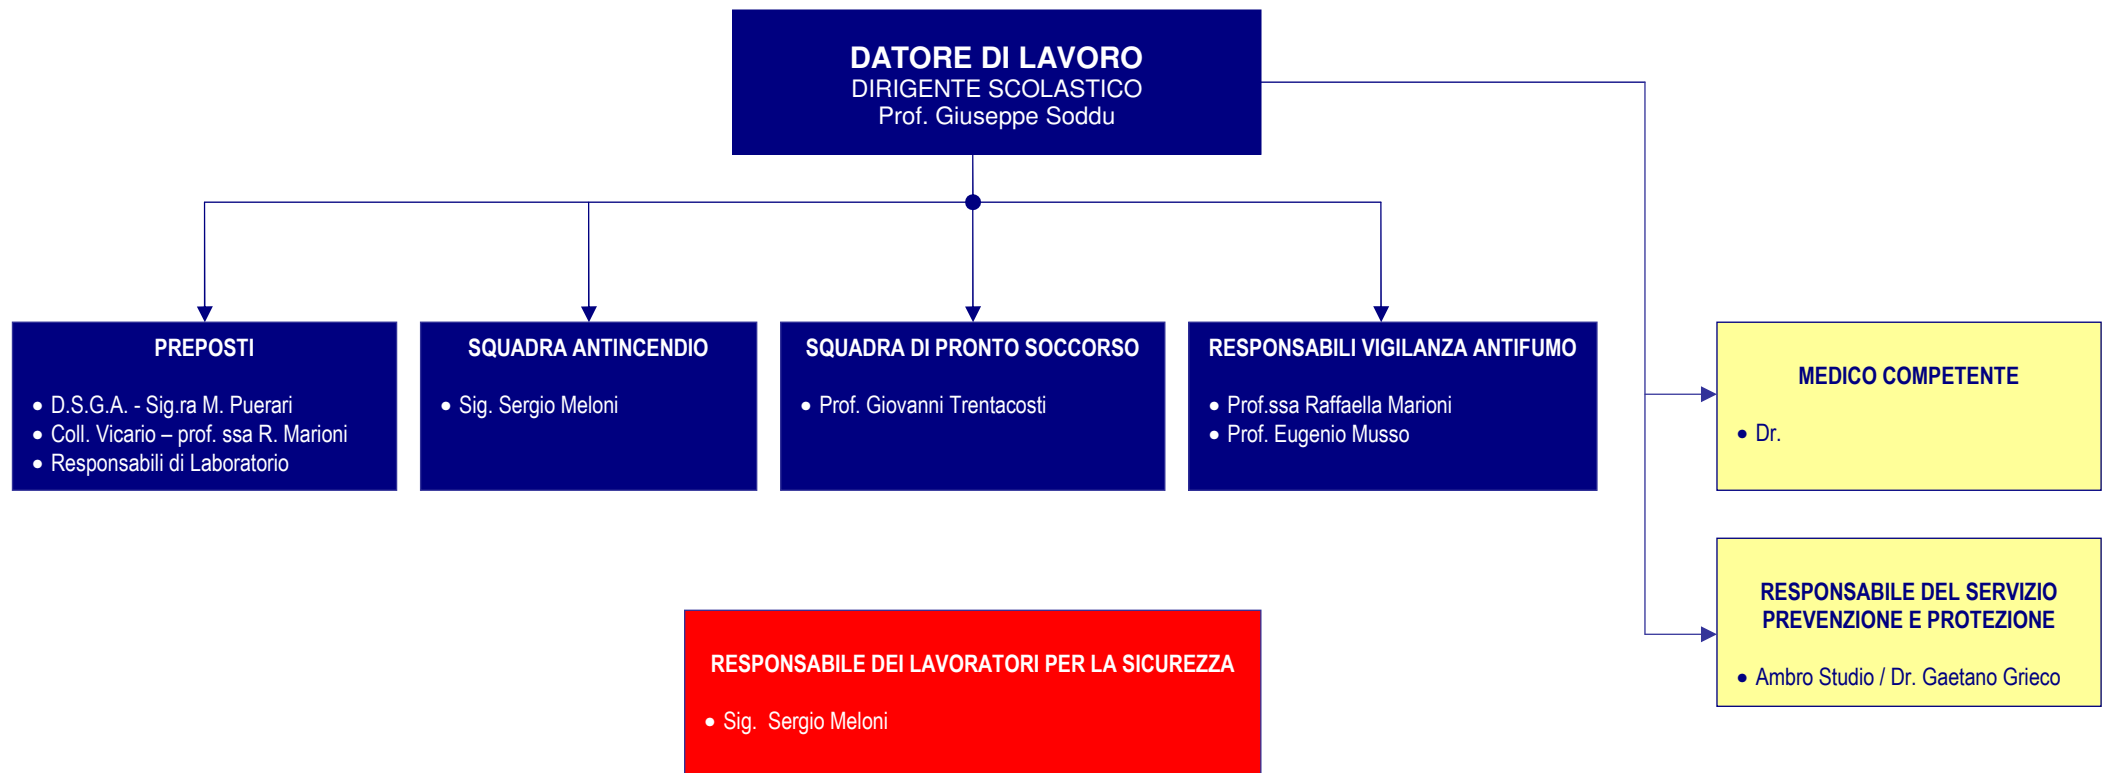 DATORE DI LAVORO
DIRIGENTE SCOLASTICO
Prof. Giuseppe Soddu
PREPOSTI
• D.S.G.A. - Sig.ra M. Puerari
• Coll. Vicario – prof. ssa R. Marioni
• Responsabili di Laboratorio
SQUADRA ANTINCENDIO
• Sig. Sergio Meloni
SQUADRA DI PRONTO SOCCORSO
• Prof. Giovanni Trentacosti
RESPONSABILI VIGILANZA ANTIFUMO
• Prof.ssa Raffaella Marioni
• Prof. Eugenio Musso
MEDICO COMPETENTE
• Dr.
RESPONSABILE DEL SERVIZIO
PREVENZIONE E PROTEZIONE
• Ambro Studio / Dr. Gaetano Grieco
RESPONSABILE DEI LAVORATORI PER LA SICUREZZA
• Sig.  Sergio Meloni